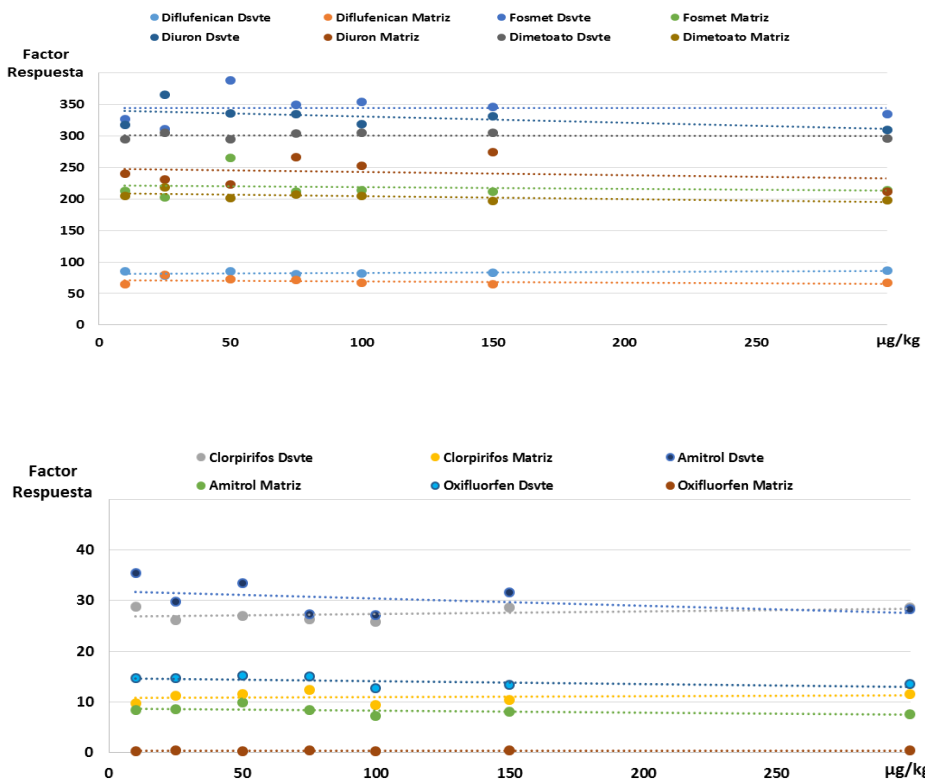 Diflufenican Dsvte Diflufenican Matriz Fosmet Dsvte Fosmet Matriz
Diuron Dsvte Diuron Matriz Dimetoato Dsvte Dimetoato Matriz
Factor
Respuesta
350
300
250
200
150
100
50
0
0 50 100 150 200 250 µg/kg
Clorpirifos Dsvte Clorpirifos Matriz Amitrol Dsvte
Amitrol Matriz Oxifluorfen Dsvte Oxifluorfen Matriz
Factor
Respuesta
40
30
20
10
0
0 50 100 150 200 250 µg/kg